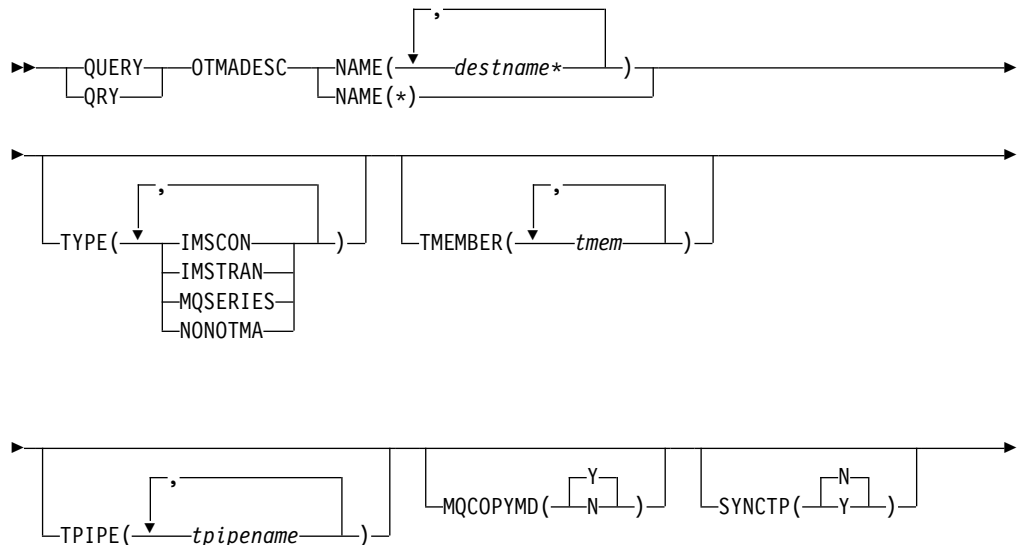 ,
QUERY OTMADESC NAME( destname* )
QRY NAME(*)
, ,
TYPE( IMSCON ) TMEMBER( tmem )
IMSTRAN
MQSERIES
NONOTMA
, Y N
MQCOPYMD( N ) SYNCTP( Y )
TPIPE( tpipename )